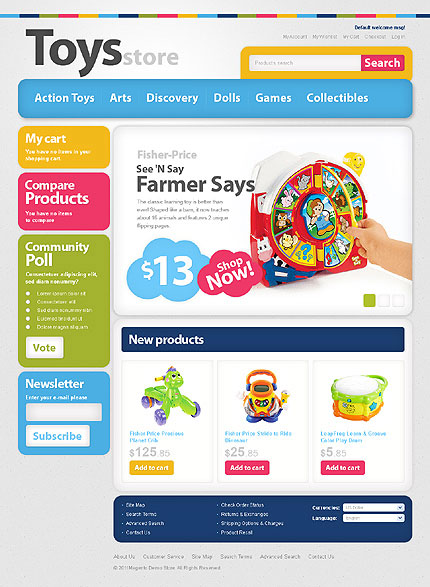 Default welcome msg!
My Account My Wishlist My Cart Checkout Log In
Toys store
Products search
Search
Action Toys Arts Discovery Dolls Games Collectibles
My cart
You have no items in your
shopping cart.
Compare
Products
You have no items
to compare
Community
Poll
Consectetuer adipiscing elit,
sed diam nonummy?
Lorem ipsum dolor sit
Consectetuer elit
Sed diam nonummy nibh
Euismod tincidunt ut
Dolore magna aliquam
Vote
Newsletter
Enter your e-mail please
Subscribe
Fisher-Price
See 'N Say
Farmer Says
The classic learning toy is better than
ever! Shaped like a barn, it now teaches
about 16 animals and features 2 unique
flipping pages.
$13
Shop
Now!
New products
Fisher Price Precious
Planet Crib
$125.85
Add to cart
Fisher Price Stride to Ride
Dinosaur
$25.85
Add to cart
LeapFrog Learn & Groove
Color Play Drum
$5.85
Add to cart
Site Map
Search Terms
Advanced Search
Contact Us
Check Order Status
Returns & Exchanges
Shipping Options & Charges
Product Recall
Currencies:
Language: English
About Us Customer Service Site Map Search Terms Advanced Search Contact Us
Magento Demo Store. All Rights Reserved.